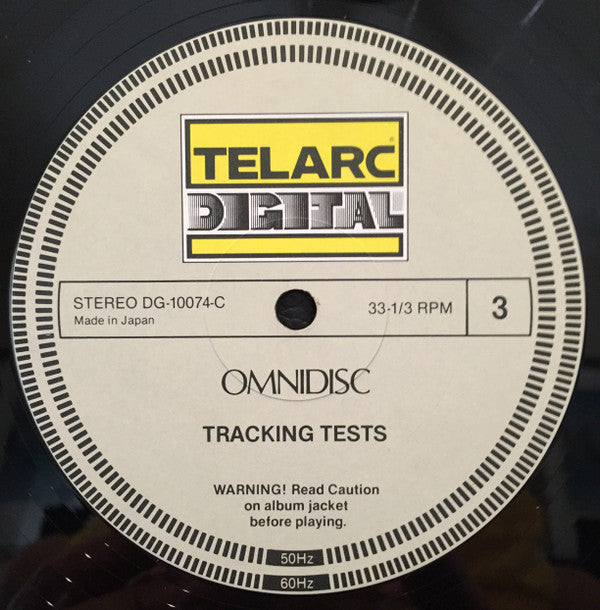 TELARC®
DIGITAL
STEREO DG-10074-C
Made in Japan
33-1/3 RPM
3
OMNIDISC
TRACKING TESTS
WARNING! Read Caution
on album jacket
before playing.
50Hz
60Hz